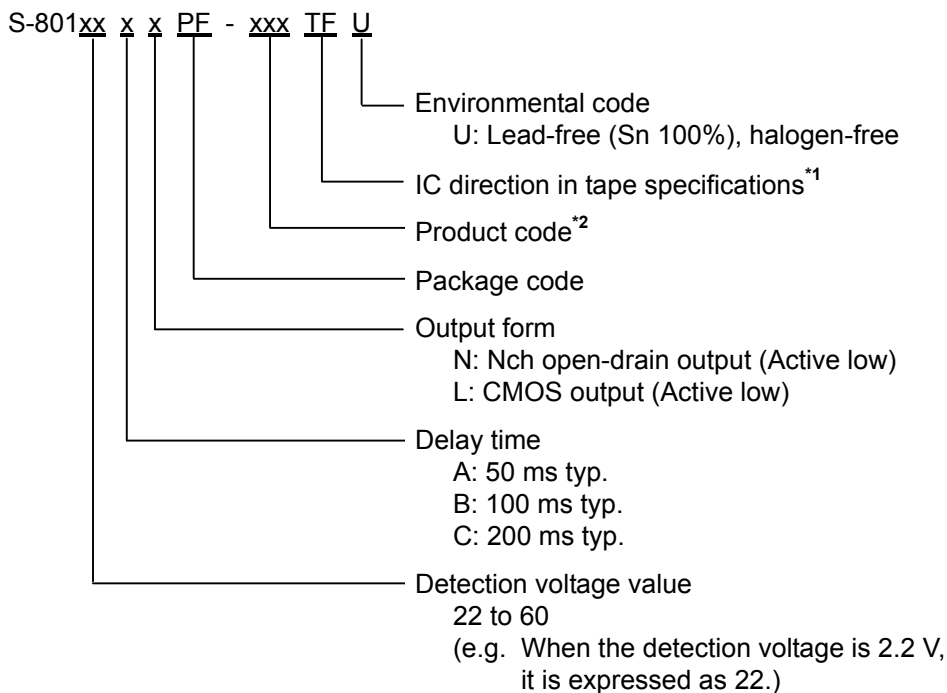 S-801xx x x PF - xxx TF U
Environmental code
U: Lead-free (Sn 100%), halogen-free
IC direction in tape specifications*1
Product code*2
Package code
Output form
N: Nch open-drain output (Active low)
L: CMOS output (Active low)
Delay time
A: 50 ms typ.
B: 100 ms typ.
C: 200 ms typ.
Detection voltage value
22 to 60
(e.g. When the detection voltage is 2.2 V,
it is expressed as 22.)